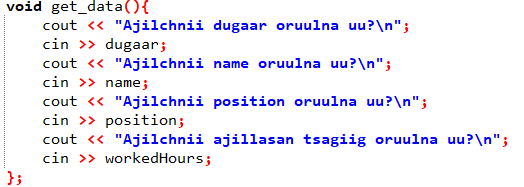 void get_data(){
cout << "Ajilchnii dugaar oruulna uu?\n";
cin >> dugaar;
cout << "Ajilchnii name oruulna uu?\n";
cin >> name;
cout << "Ajilchnii position oruulna uu?\n";
cin >> position;
cout << "Ajilchnii ajillasan tsagiig oruulna uu?\n";
cin >> workedHours;
};